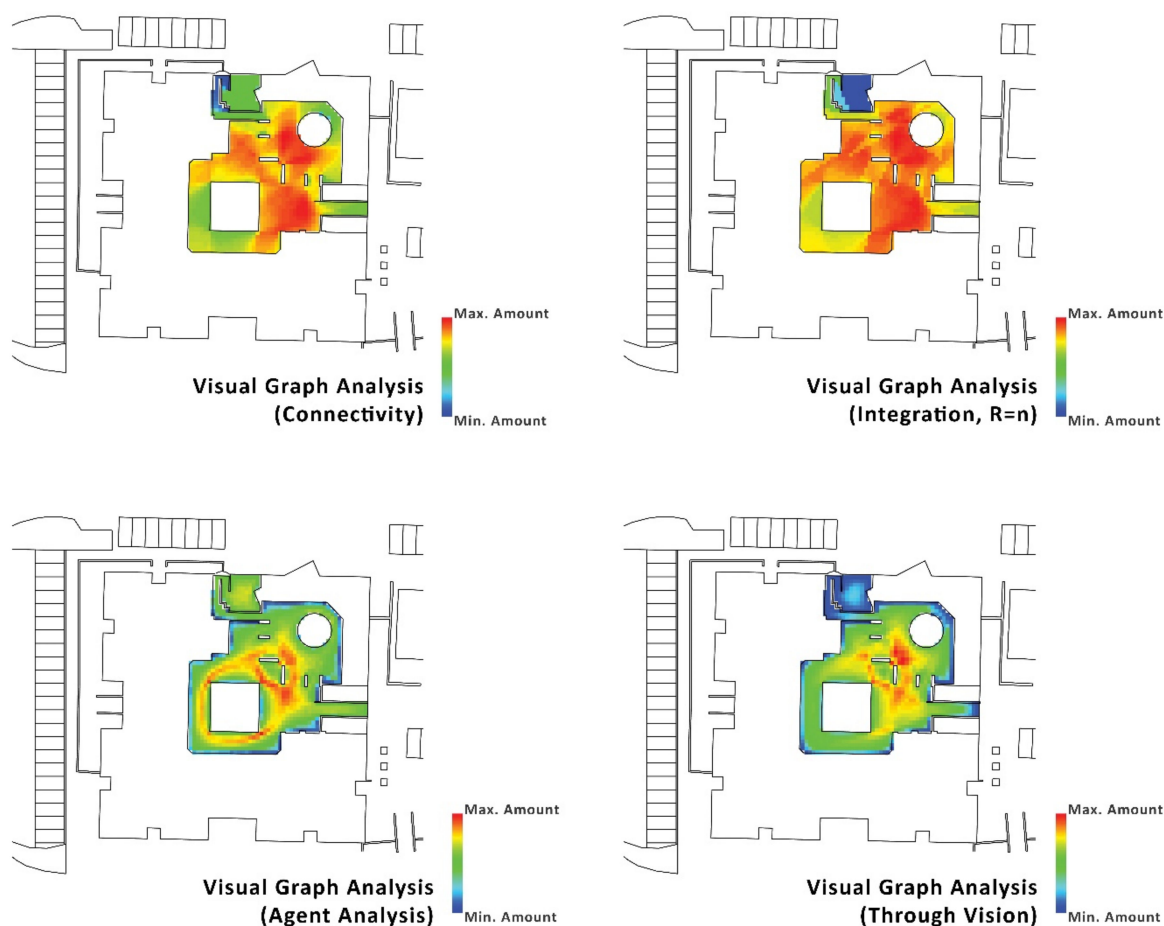 Max. Amount
Visual Graph Analysis
(Connectivity)
Min. Amount
Max. Amount
Visual Graph Analysis
(Integration, R=n)
Min. Amount
Max. Amount
Visual Graph Analysis
(Agent Analysis)
Min. Amount
Max. Amount
Visual Graph Analysis
(Through Vision)
Min. Amount